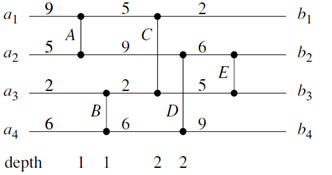 a1 9 5 2 b1
A C
a2 5 9 6 b2
E
a3 2 2 5 b3
B D
a4 6 6 9 b4
depth 1 1 2 2